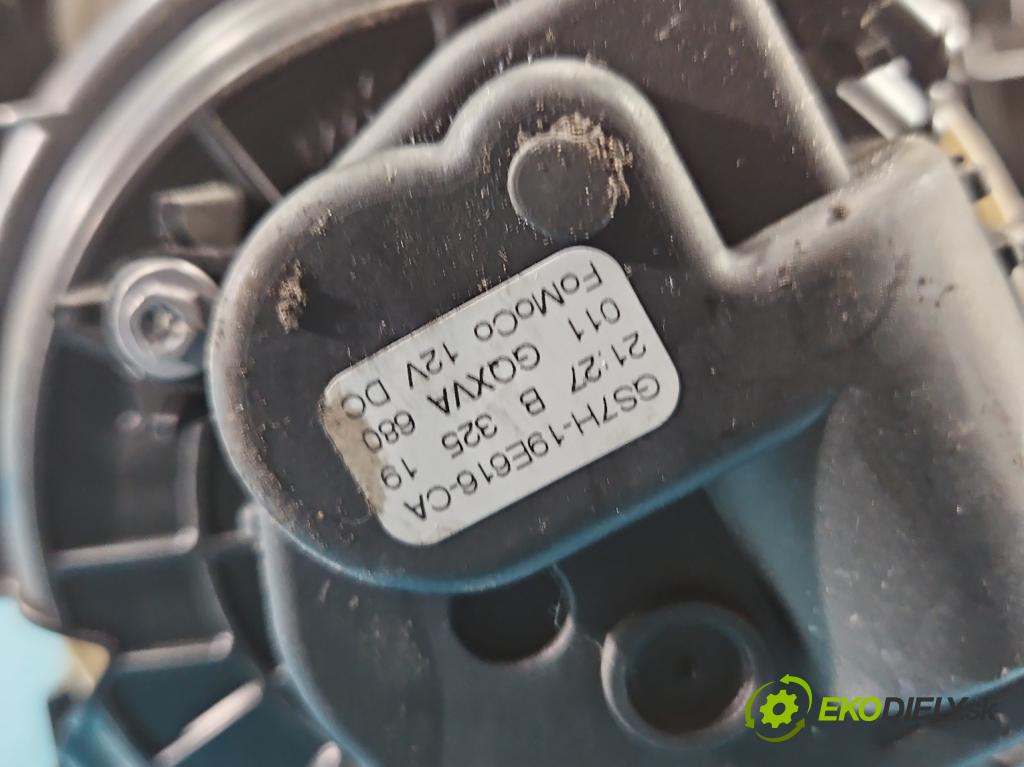 GS7H-19E616-CA
21:27 B 325 19
011 GQXVA 680
FoMoCo 12V DC
EKODIELY.sk